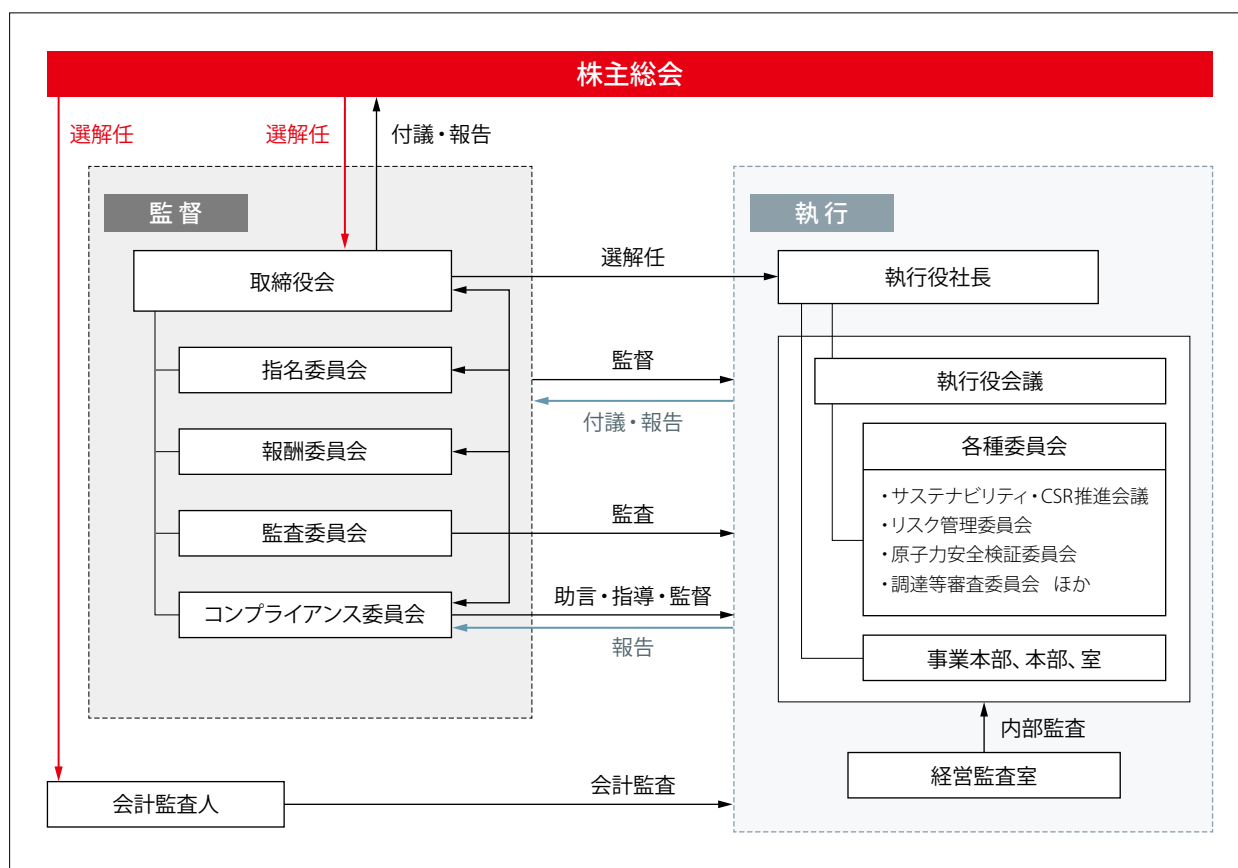 株主総会
選解任
選解任
付議・報告
監督
取締役会
指名委員会
報酬委員会
監査委員会
コンプライアンス委員会
選解任
監督
付議・報告
監査
助言・指導・監督
報告
執行
執行役社長
執行役会議
各種委員会
・サステナビリティ・CSR推進会議
・リスク管理委員会
・原子力安全検証委員会
・調達等審査委員会 ほか
事業本部、本部、室
内部監査
経営監査室
会計監査人
会計監査